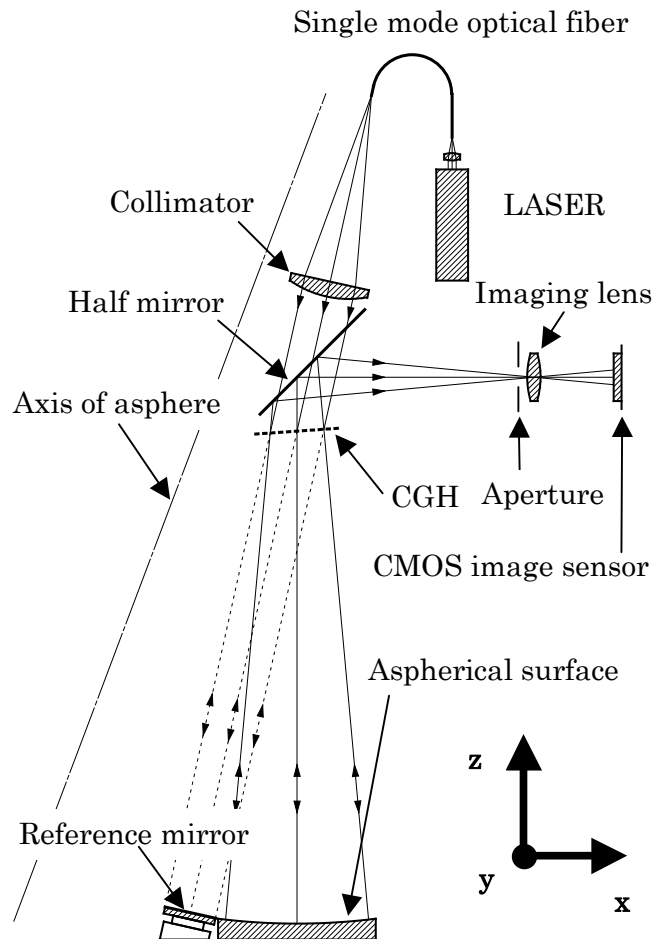 Single mode optical fiber
Collimator
LASER
Half mirror
Imaging lens
Axis of asphere
CGH
Aperture
CMOS image sensor
Aspherical surface
z
Reference mirror
y
x